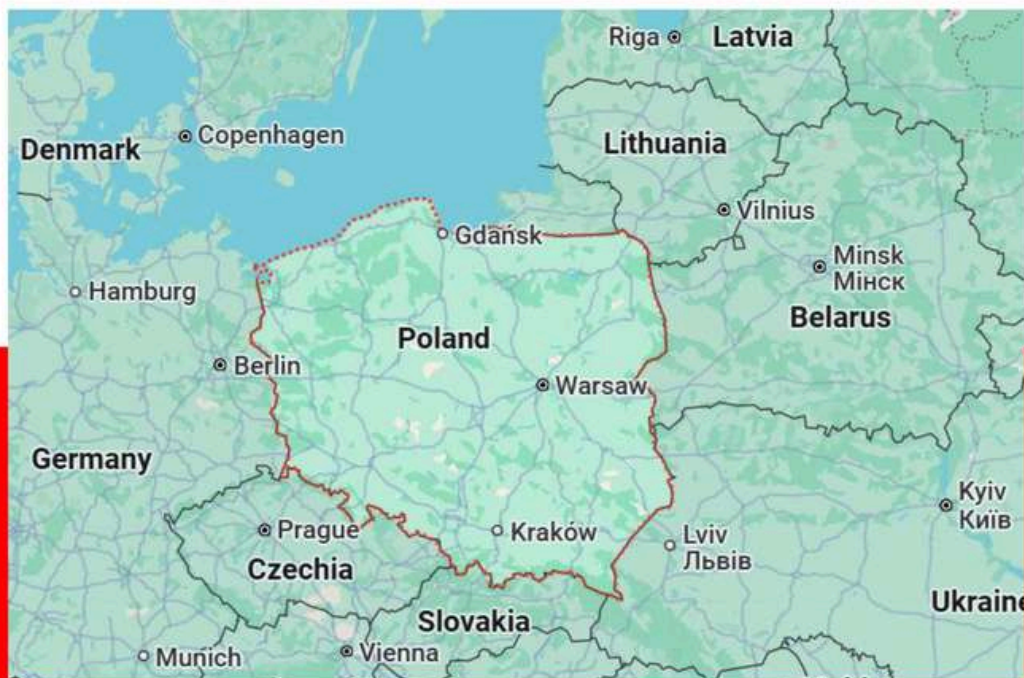 Riga
Latvia
Denmark
Copenhagen
Lithuania
Vilnius
Gdańsk
Minsk
Мінск
Hamburg
Belarus
Poland
Berlin
Warsaw
Germany
Kyiv
Київ
Prague
Kraków
Lviv
Львів
Czechia
Ukraine
Slovakia
Munich
Vienna